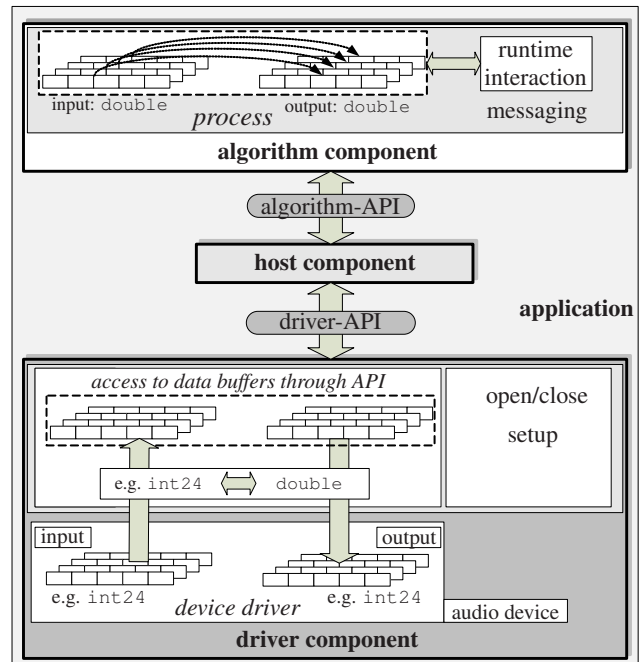 runtime
interaction
input: double
output: double
process
messaging
algorithm component
algorithm-API
host component
application
driver-API
access to data buffers through API
open/close
setup
e.g. int24 double
input
output
e.g. int24
e.g. int24
device driver
audio device
driver component